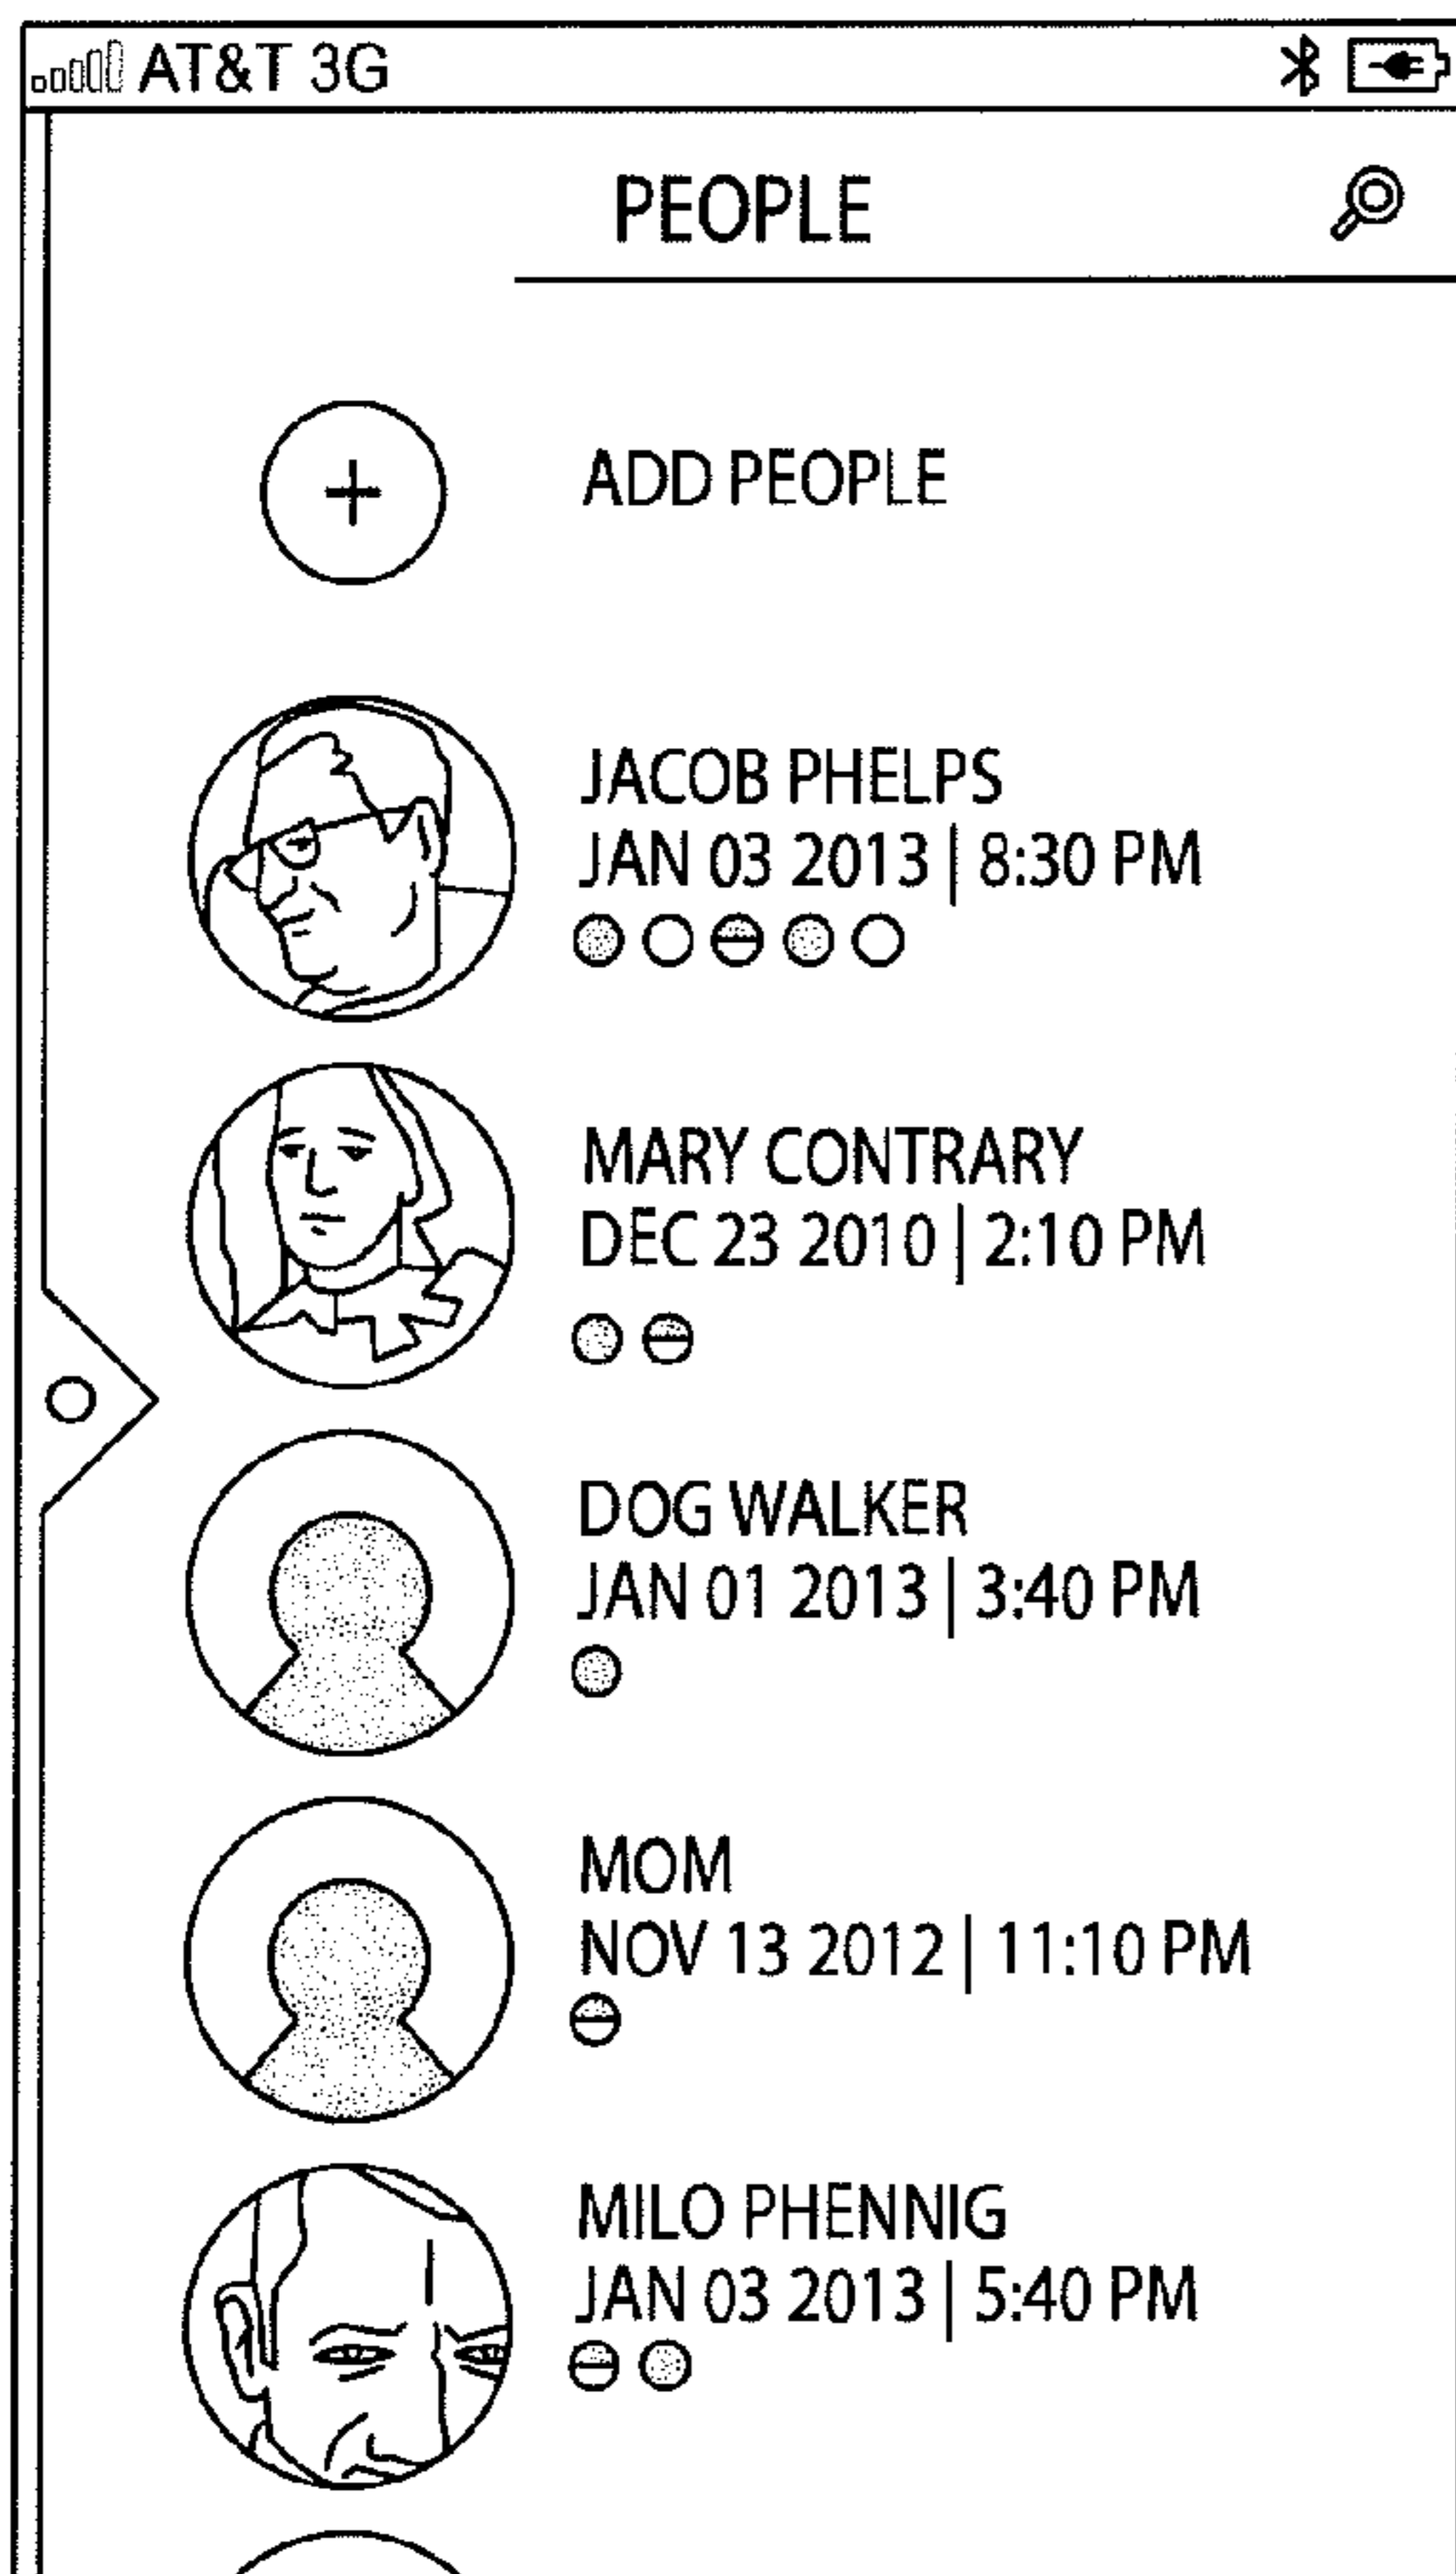 AT&T 3G
PEOPLE
ADD PEOPLE
JACOB PHELPS
JAN 03 2013 | 8:30 PM
MARY CONTRARY
DEC 23 2010 | 2:10 PM
DOG WALKER
JAN 01 2013 | 3:40 PM
MOM
NOV 13 2012 | 11:10 PM
MILO PHENNIG
JAN 03 2013 | 5:40 PM